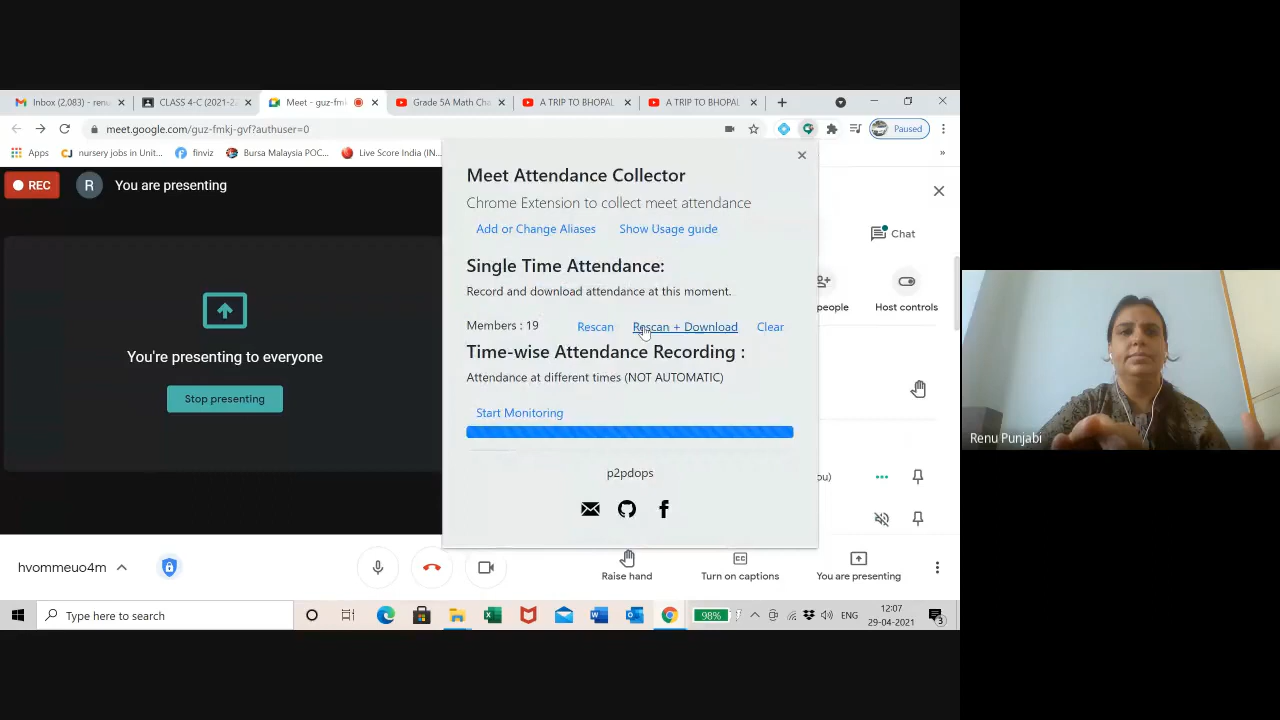 Inbox (2,083) - renu
CLASS 4-C (2021-2
Meet - guz-fmk
Grade 5A Math Cha
A TRIP TO BHOPAL
A TRIP TO BHOPAL
meet.google.com/guz-fmkj-gvf?authuser=0
Paused
Apps
nursery jobs in Unit...
finviz
Bursa Malaysia POC...
Live Score India (IN...
»
REC
R
You are presenting
You're presenting to everyone
Stop presenting
Meet Attendance Collector
Chrome Extension to collect meet attendance
Add or Change Aliases
Show Usage guide
Single Time Attendance:
Record and download attendance at this moment.
Members : 19
Rescan
Rescan + Download
Clear
Time-wise Attendance Recording :
Attendance at different times (NOT AUTOMATIC)
Start Monitoring
p2pdops
Chat
people
Host controls
ou)
Renu Punjabi
hvommeuo4m
Raise hand
Turn on captions
You are presenting
Type here to search
98%
ENG
12:07
29-04-2021
3